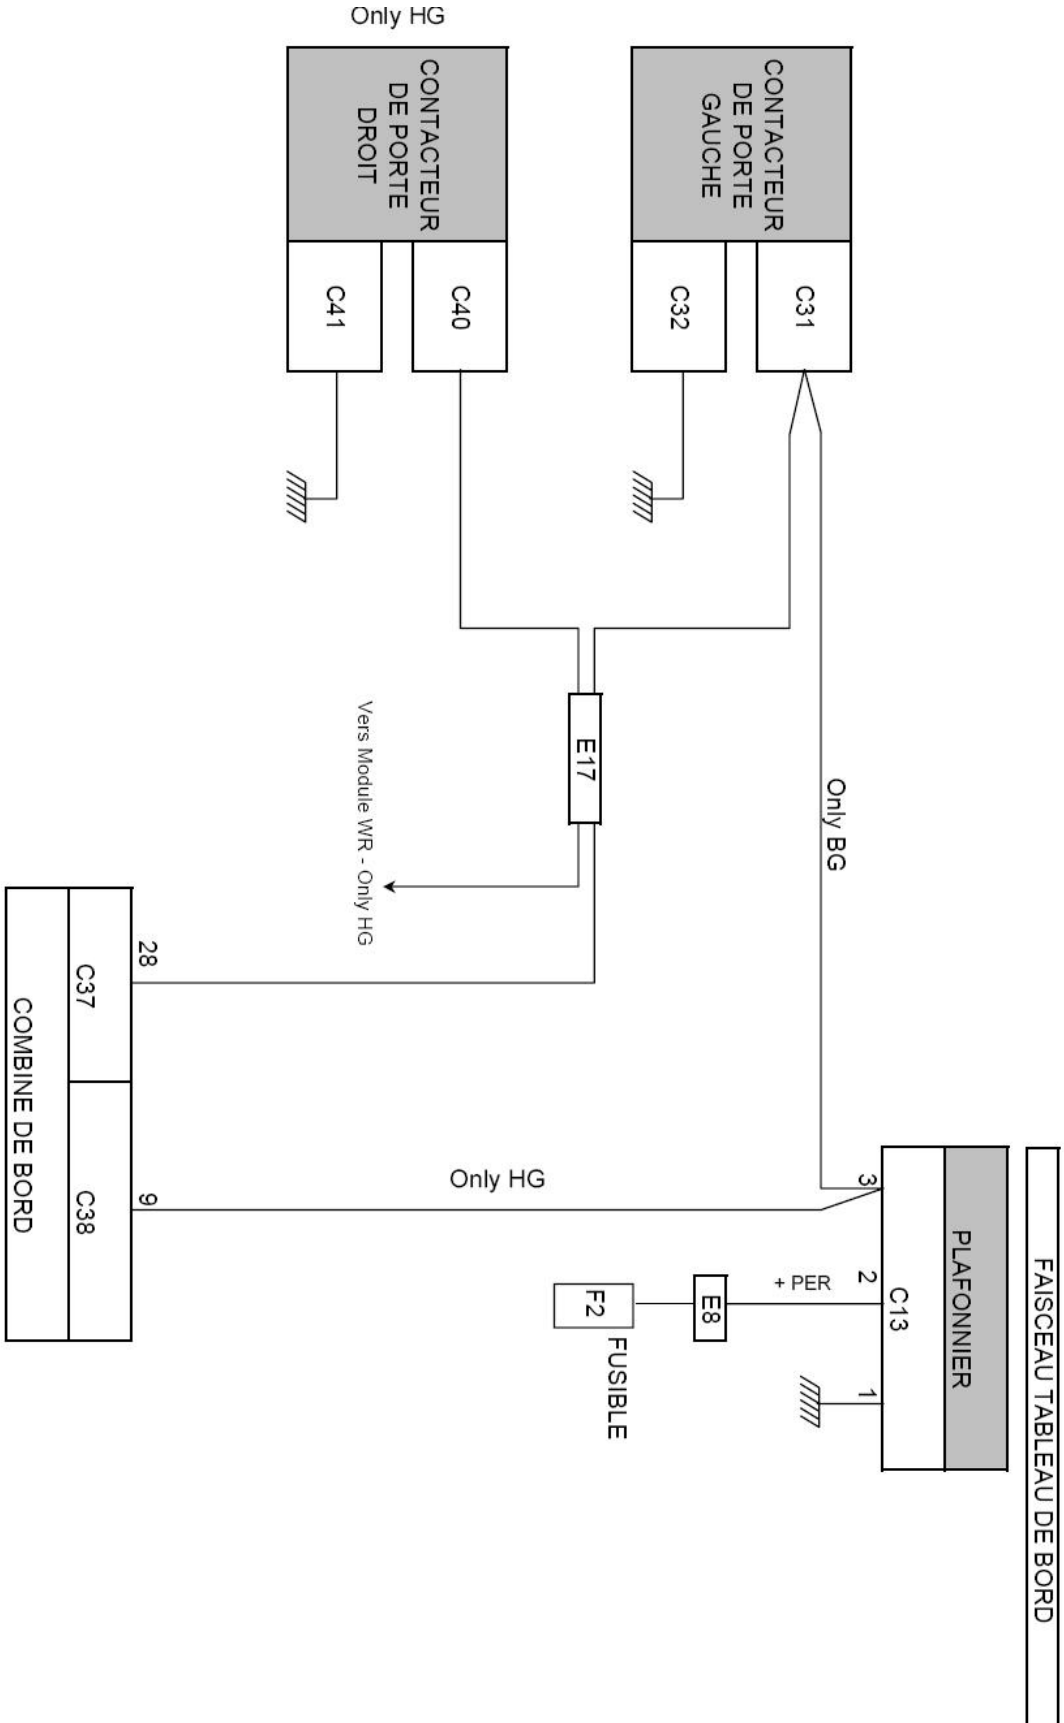 FAISCEAU TABLEAU DE BORD
Only HG
CONTACTEUR
DE PORTE
GAUCHE
C31
C32
CONTACTEUR
DE PORTE
DROIT
C40
C41
Only BG
E17
Vers Module WR - Only HG
PLAFONNIER
C13
3
2
1
+ PER
E8
F2
FUSIBLE
Only HG
28
9
C37
C38
COMBINE DE BORD